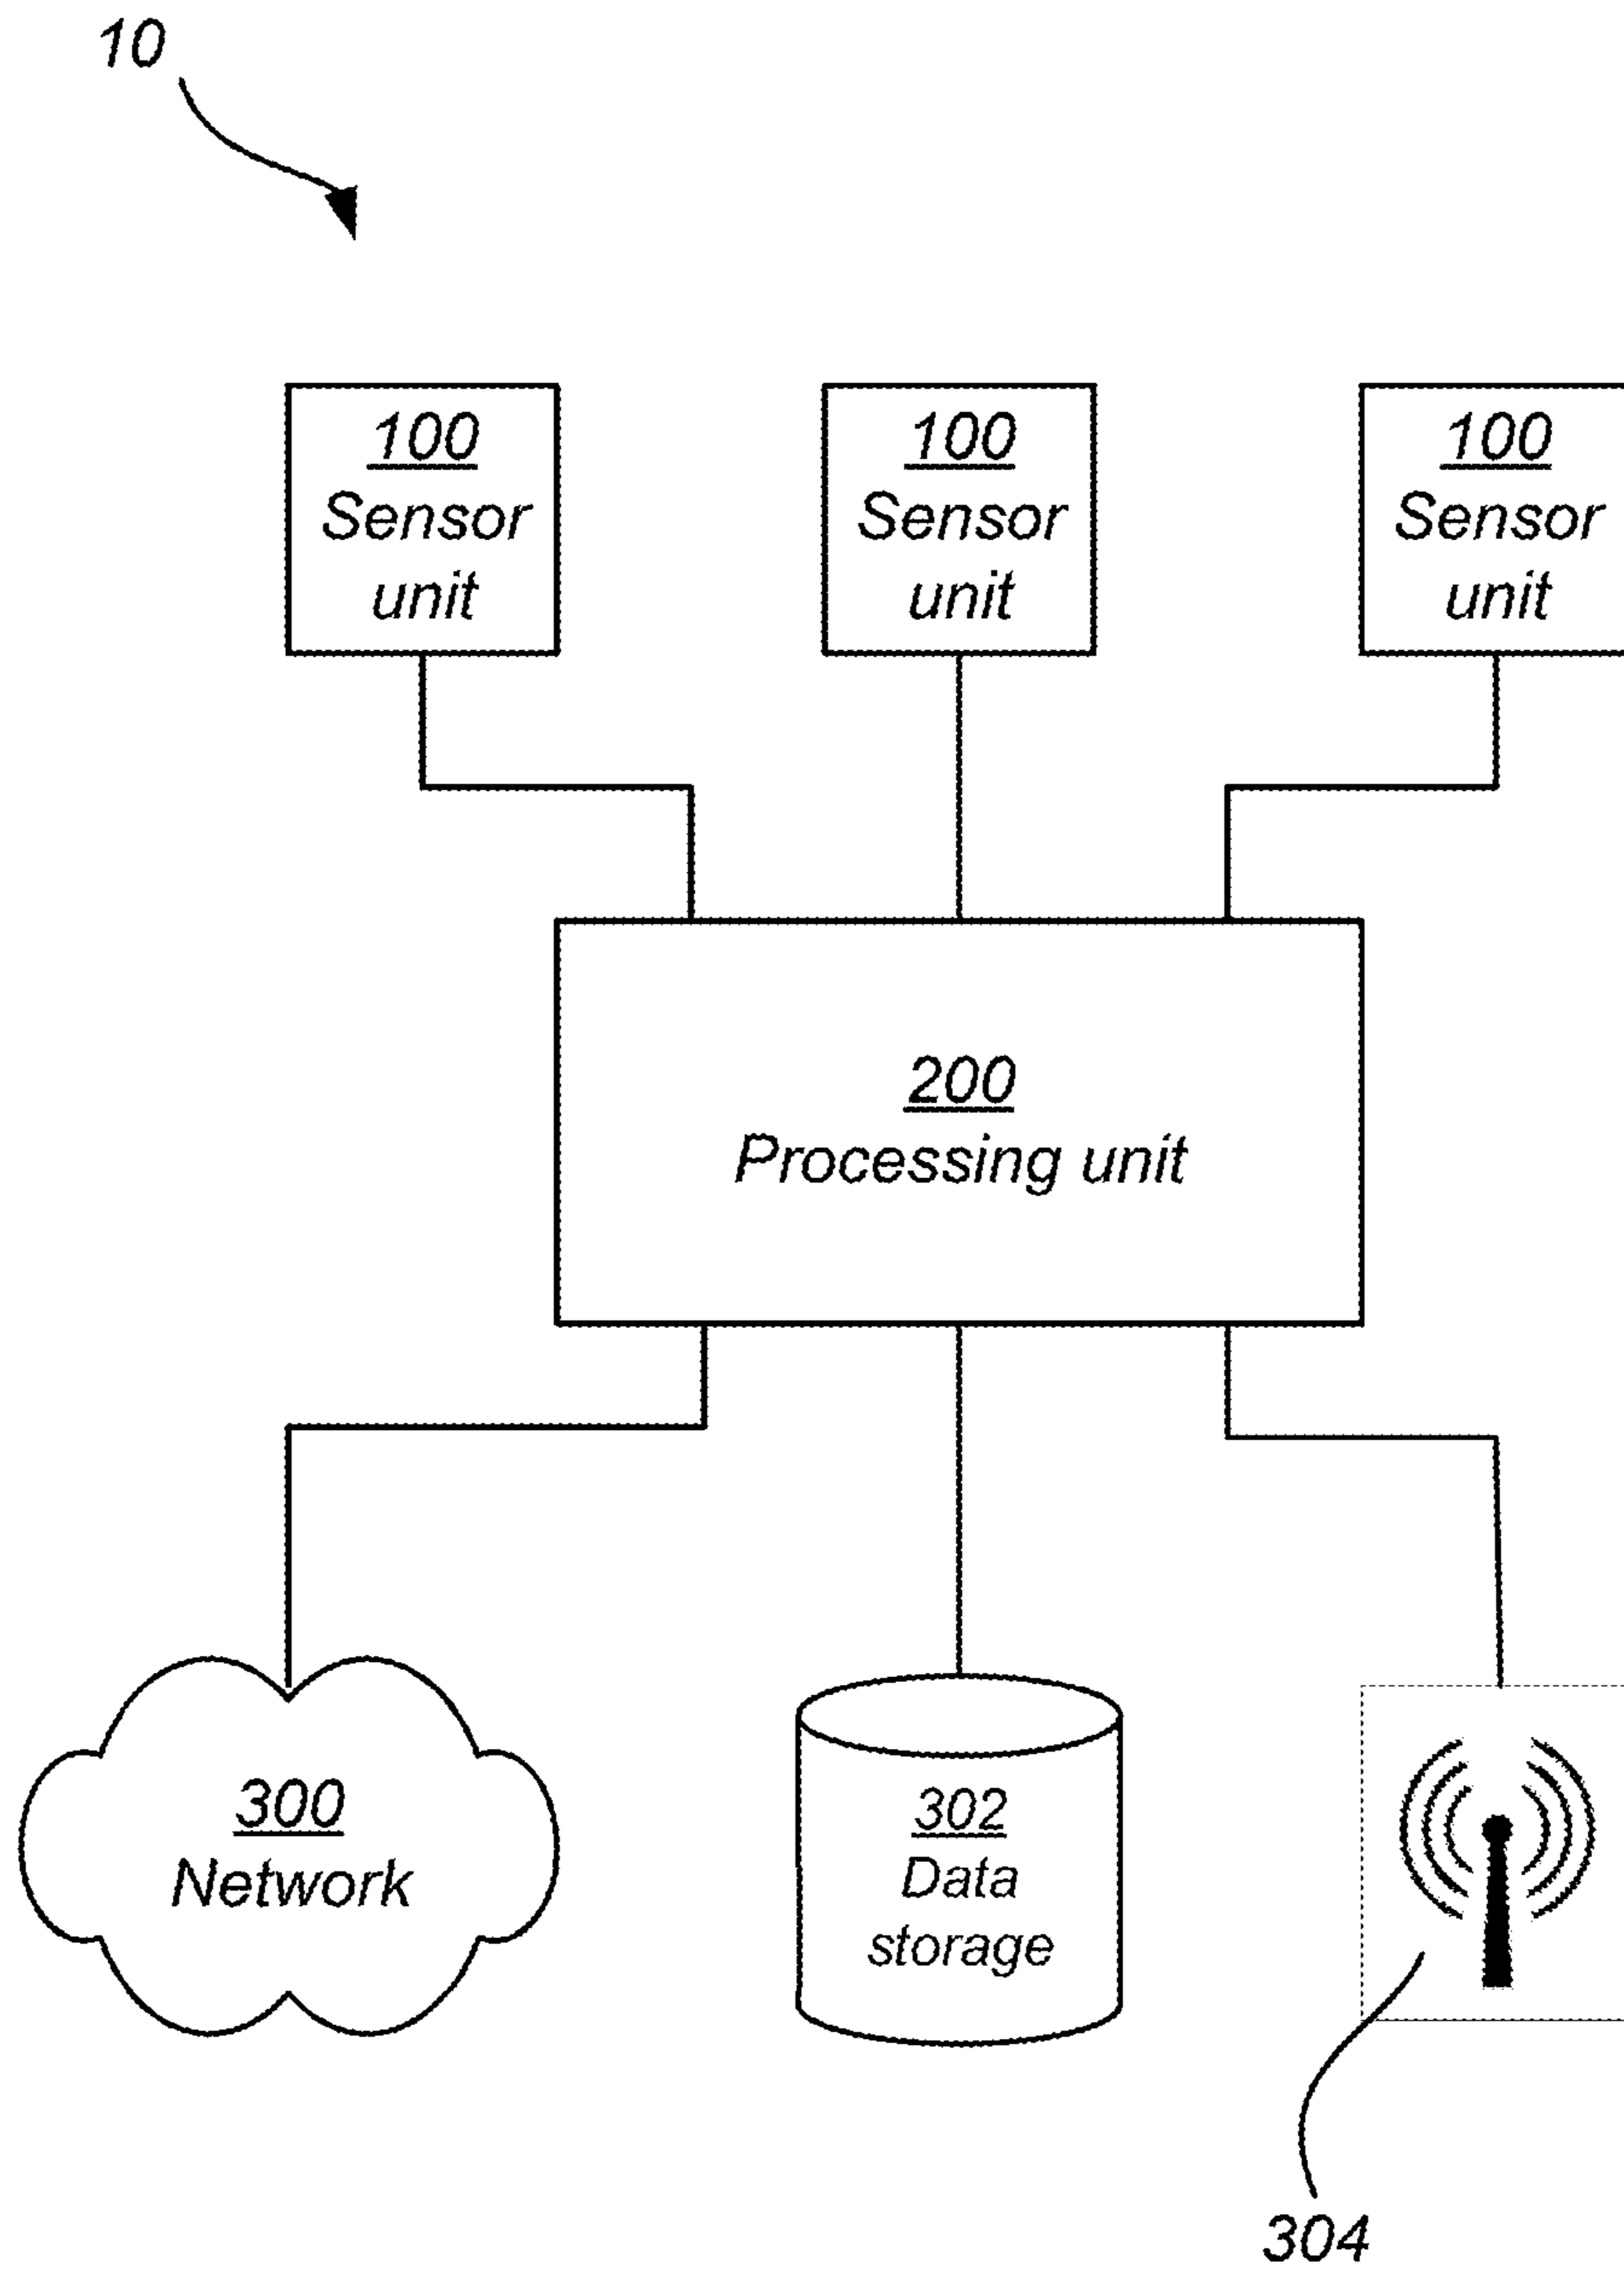 10
100
Sensor
unit
100
Sensor
unit
100
Sensor
unit
200
Processing unit
300
Network
302
Data
storage
304